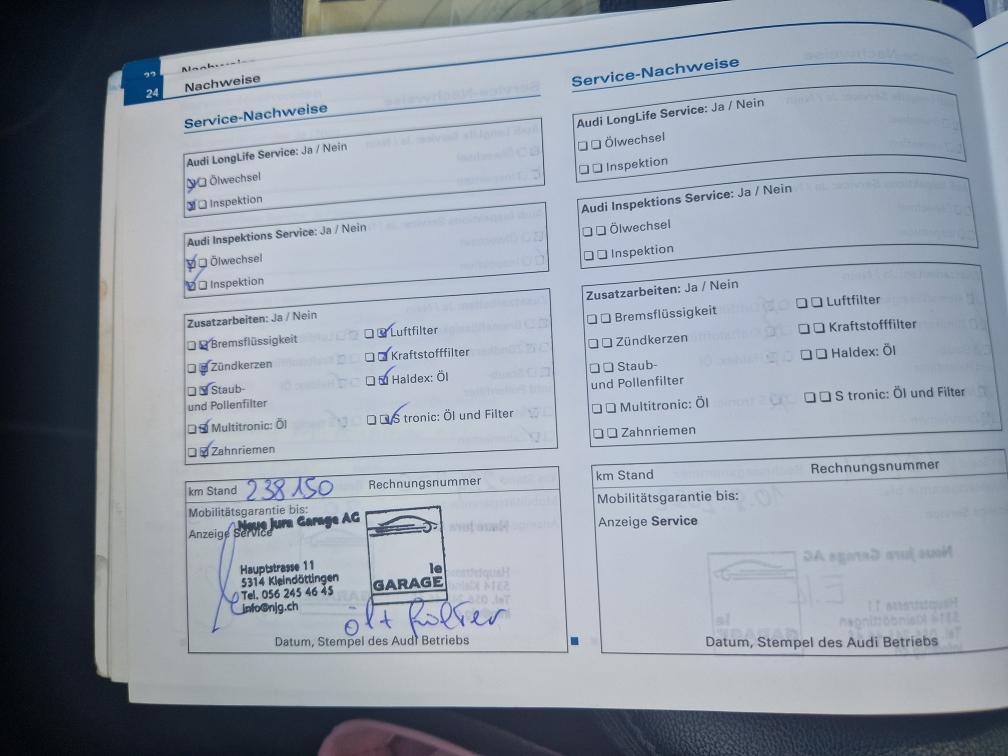 24
Nachweise
Service-Nachweise
Audi LongLife Service: Ja / Nein
Ölwechsel
Inspektion
Audi Inspektions Service: Ja / Nein
Ölwechsel
Inspektion
Zusatzarbeiten: Ja / Nein
Bremsflüssigkeit
Luftfilter
Zündkerzen
Kraftstofffilter
Staub-
und Pollenfilter
Haldex: Öl
Multitronic: Öl
S tronic: Öl und Filter
Zahnriemen
km Stand 238150
Rechnungsnummer
Mobilitätsgarantie bis:
Anzeige Service
Neue Jura Garage AG
Hauptstrasse 11
5314 Kleindöttingen
Tel. 056 245 46 45
info@njg.ch
le
GARAGE
Datum, Stempel des Audi Betriebs
Service-Nachweise
Audi LongLife Service: Ja / Nein
Ölwechsel
Inspektion
Audi Inspektions Service: Ja / Nein
Ölwechsel
Inspektion
Zusatzarbeiten: Ja / Nein
Bremsflüssigkeit
Luftfilter
Zündkerzen
Kraftstofffilter
Staub-
und Pollenfilter
Haldex: Öl
Multitronic: Öl
S tronic: Öl und Filter
Zahnriemen
km Stand
Rechnungsnummer
Mobilitätsgarantie bis:
Anzeige Service
Datum, Stempel des Audi Betriebs